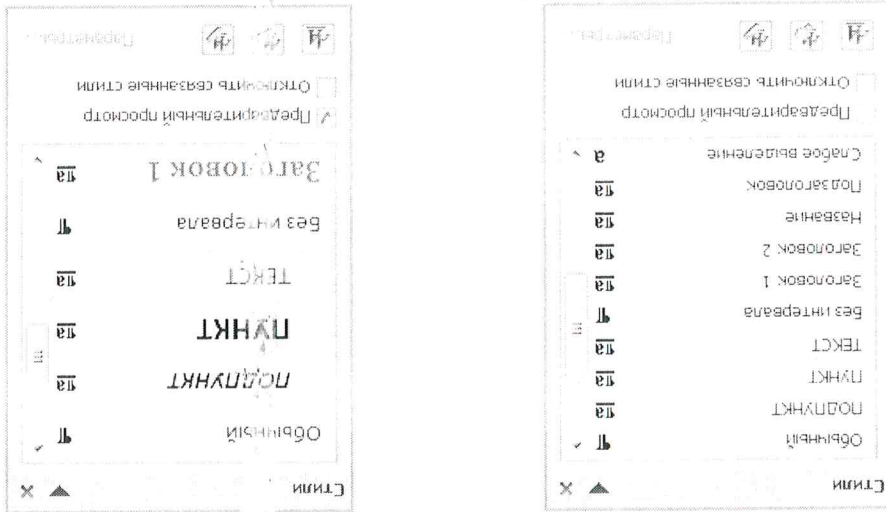 Стили
Обычный ¶
ПОДПУНКТ ¶a
ПУНКТ ¶a
ТЕКСТ ¶a
Без интервала ¶
Заголовок 1 ¶a
Заголовок 2 ¶a
Название ¶a
Подзаголовок ¶a
Слабое выделение a
Предварительный просмотр
Отключить связанные стили
Параметры...
Стили
Обычный ¶
ПОДПУНКТ ¶a
ПУНКТ ¶a
ТЕКСТ ¶a
Без интервала ¶
Заголовок 1 ¶a
Предварительный просмотр
Отключить связанные стили
Параметры...